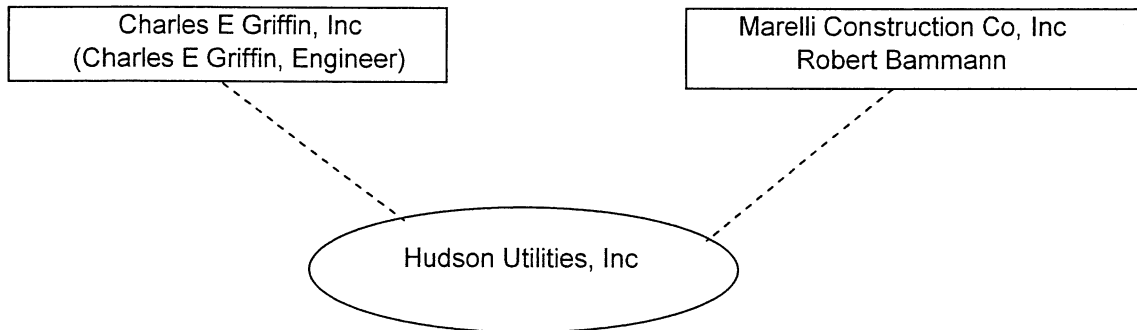 Charles E Griffin, Inc
(Charles E Griffin, Engineer)
Marelli Construction Co, Inc
Robert Bammann
Hudson Utilities, Inc